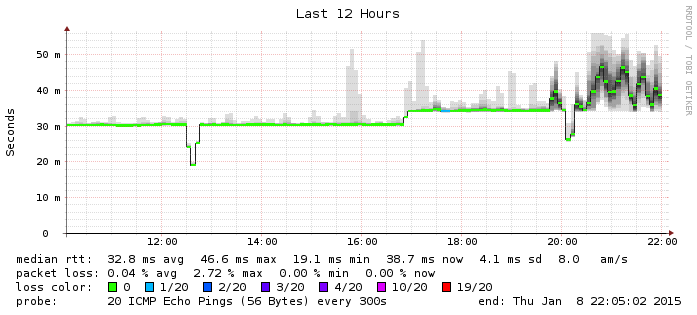 Last 12 Hours
RRDTOOL / TOBI OETIKER
Seconds
50 m
40 m
30 m
20 m
10 m
0
12:00 14:00 16:00 18:00 20:00 22:00
median rtt: 32.8 ms avg 46.6 ms max 19.1 ms min 38.7 ms now 4.1 ms sd 8.0 am/s
packet loss: 0.04 % avg 2.72 % max 0.00 % min 0.00 % now
loss color: 0 1/20 2/20 3/20 4/20 10/20 19/20
probe: 20 ICMP Echo Pings (56 Bytes) every 300s end: Thu Jan 8 22:05:02 2015